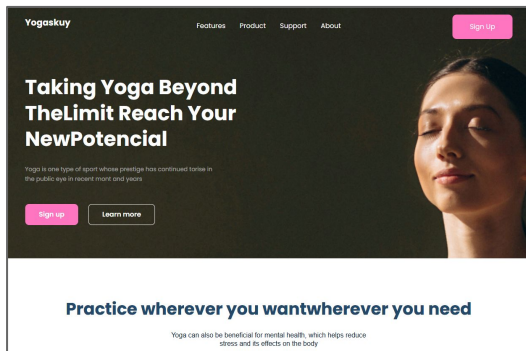 Yogaskuy
Features Product Support About
Sign Up
Taking Yoga Beyond
TheLimit Reach Your
NewPotencial
Yoga is one type of sport whose prestige has continued torise in
the public eye in recent mont and years
Sign up
Learn more
Practice wherever you wantwherever you need
Yoga can also be beneficial for mental health, which helps reduce
stress and its effects on the body